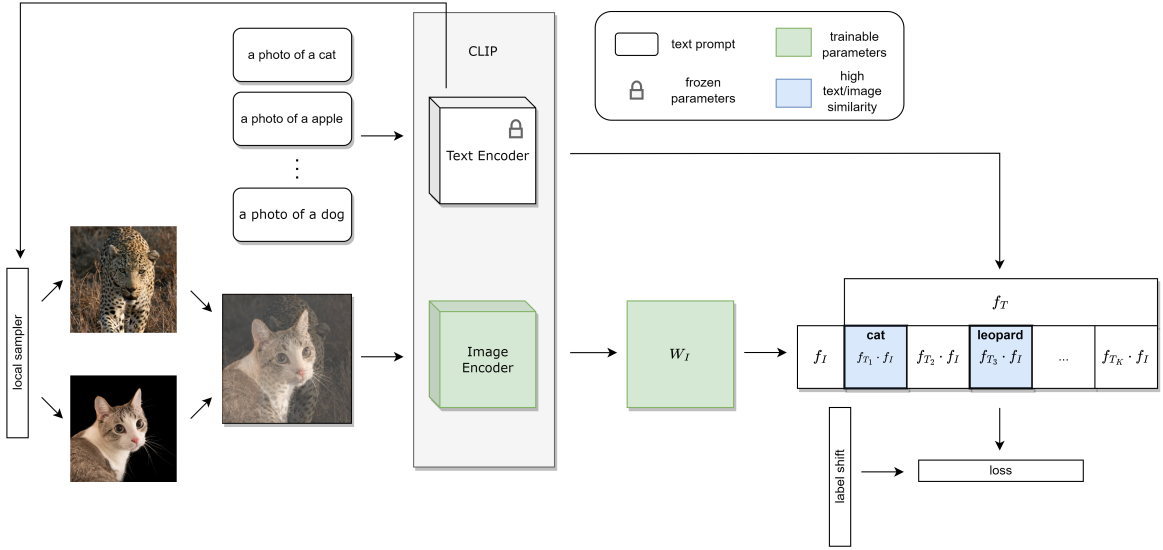 CLIP
a photo of a cat
a photo of a apple
⋮
a photo of a dog
Text Encoder
text prompt
trainable
parameters
frozen
parameters
high
text/image
similarity
local sampler
Image
Encoder
W_I
f_T
cat
leopard
f_I
f_{T_1} · f_I
f_{T_2} · f_I
f_{T_3} · f_I
...
f_{T_K} · f_I
label shift
loss